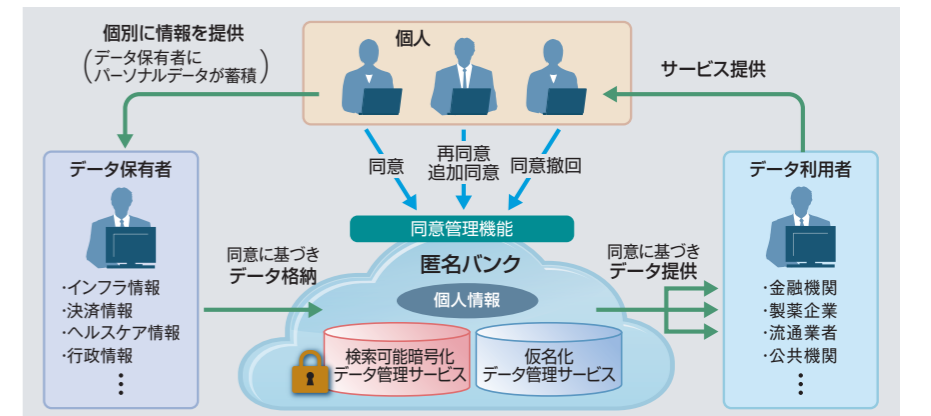 個別に情報を提供
(データ保有者に
パーソナルデータが蓄積)
個人
サービス提供
同意
再同意
追加同意
同意撤回
データ保有者
・インフラ情報
・決済情報
・ヘルスケア情報
・行政情報
⋮
同意に基づき
データ格納
同意管理機能
匿名バンク
個人情報
検索可能暗号化
データ管理サービス
仮名化
データ管理サービス
同意に基づき
データ提供
データ利用者
・金融機関
・製薬企業
・流通業者
・公共機関
⋮